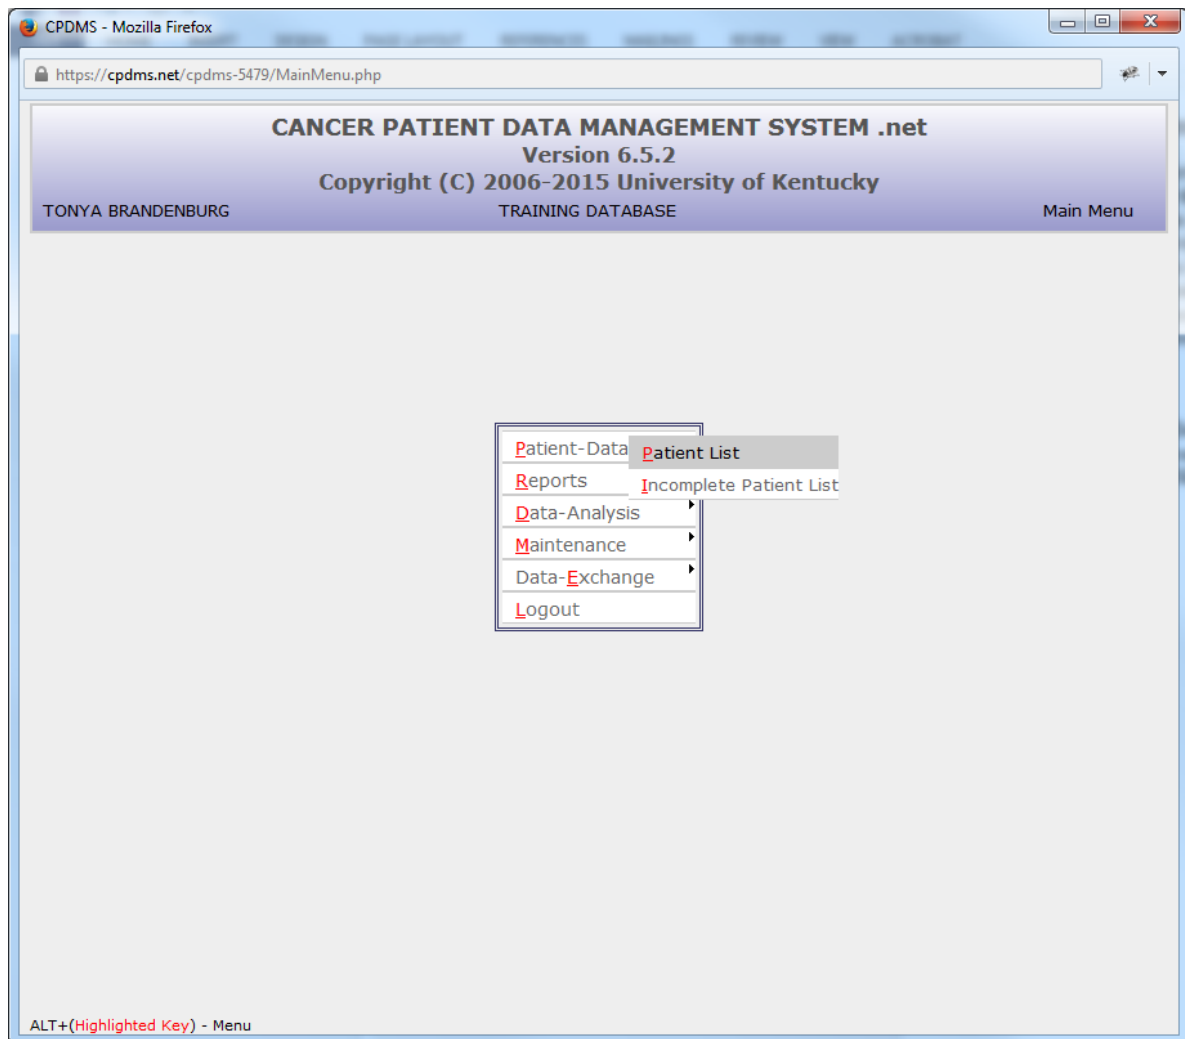 CPDMS - Mozilla Firefox
https://cpdms.net/cpdms-5479/MainMenu.php
CANCER PATIENT DATA MANAGEMENT SYSTEM .net
Version 6.5.2
Copyright (C) 2006-2015 University of Kentucky
TONYA BRANDENBURG TRAINING DATABASE Main Menu
Patient-Data
Patient List
Reports
Incomplete Patient List
Data-Analysis
Maintenance
Data-Exchange
Logout
ALT+(Highlighted Key) - Menu